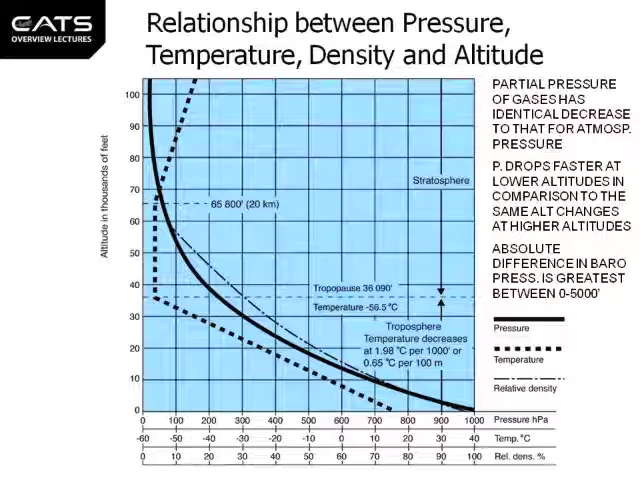 CATS
OVERVIEW LECTURES
Relationship between Pressure,
Temperature, Density and Altitude
PARTIAL PRESSURE
OF GASES HAS
IDENTICAL DECREASE
TO THAT FOR ATMOSP.
PRESSURE
P. DROPS FASTER AT
LOWER ALTITUDES IN
COMPARISON TO THE
SAME ALT CHANGES
AT HIGHER ALTITUDES
ABSOLUTE
DIFFERENCE IN BARO
PRESS. IS GREATEST
BETWEEN 0-5000'
Pressure
Temperature
Relative density
Altitude in thousands of feet
100
90
80
70
60
50
40
30
20
10
0
Stratosphere
65 800' (20 km)
Tropopause 36 090'
Temperature -56.5 °C
Troposphere
Temperature decreases
at 1.98 °C per 1000' or
0.65 °C per 100 m
0 100 200 300 400 500 600 700 800 900 1000 Pressure hPa
-60 -50 -40 -30 -20 -10 0 10 20 30 40 Temp. °C
0 10 20 30 40 50 60 70 80 90 100 Rel. dens. %